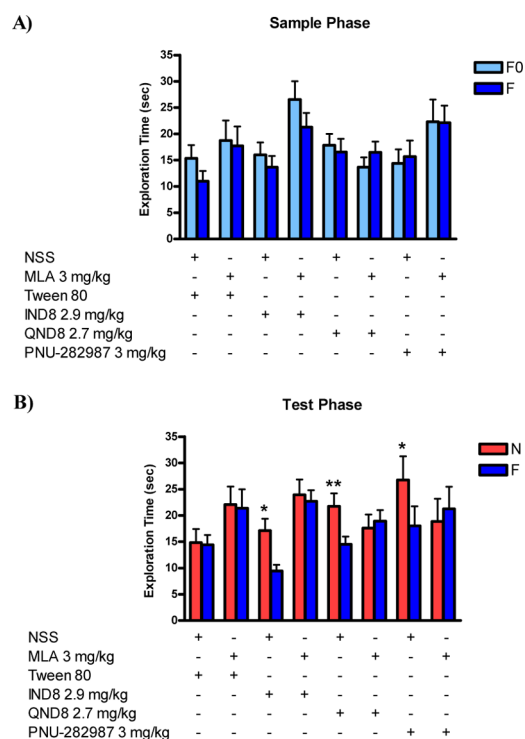 A)
Sample Phase
F0
F
Exploration Time (sec)
35
30
25
20
15
10
5
0
NSS + - + - + - + -
MLA 3 mg/kg - + - + - + - +
Tween 80 + + - - - - - -
IND8 2.9 mg/kg - - + + - - - -
QND8 2.7 mg/kg - - - - + + - -
PNU-282987 3 mg/kg - - - - - - + +
B)
Test Phase
N
F
Exploration Time (sec)
35
30
25
20
15
10
5
0
* ** *
NSS + - + - + - + -
MLA 3 mg/kg - + - + - + - +
Tween 80 + + - - - - - -
IND8 2.9 mg/kg - - + + - - - -
QND8 2.7 mg/kg - - - - + + - -
PNU-282987 3 mg/kg - - - - - - + +